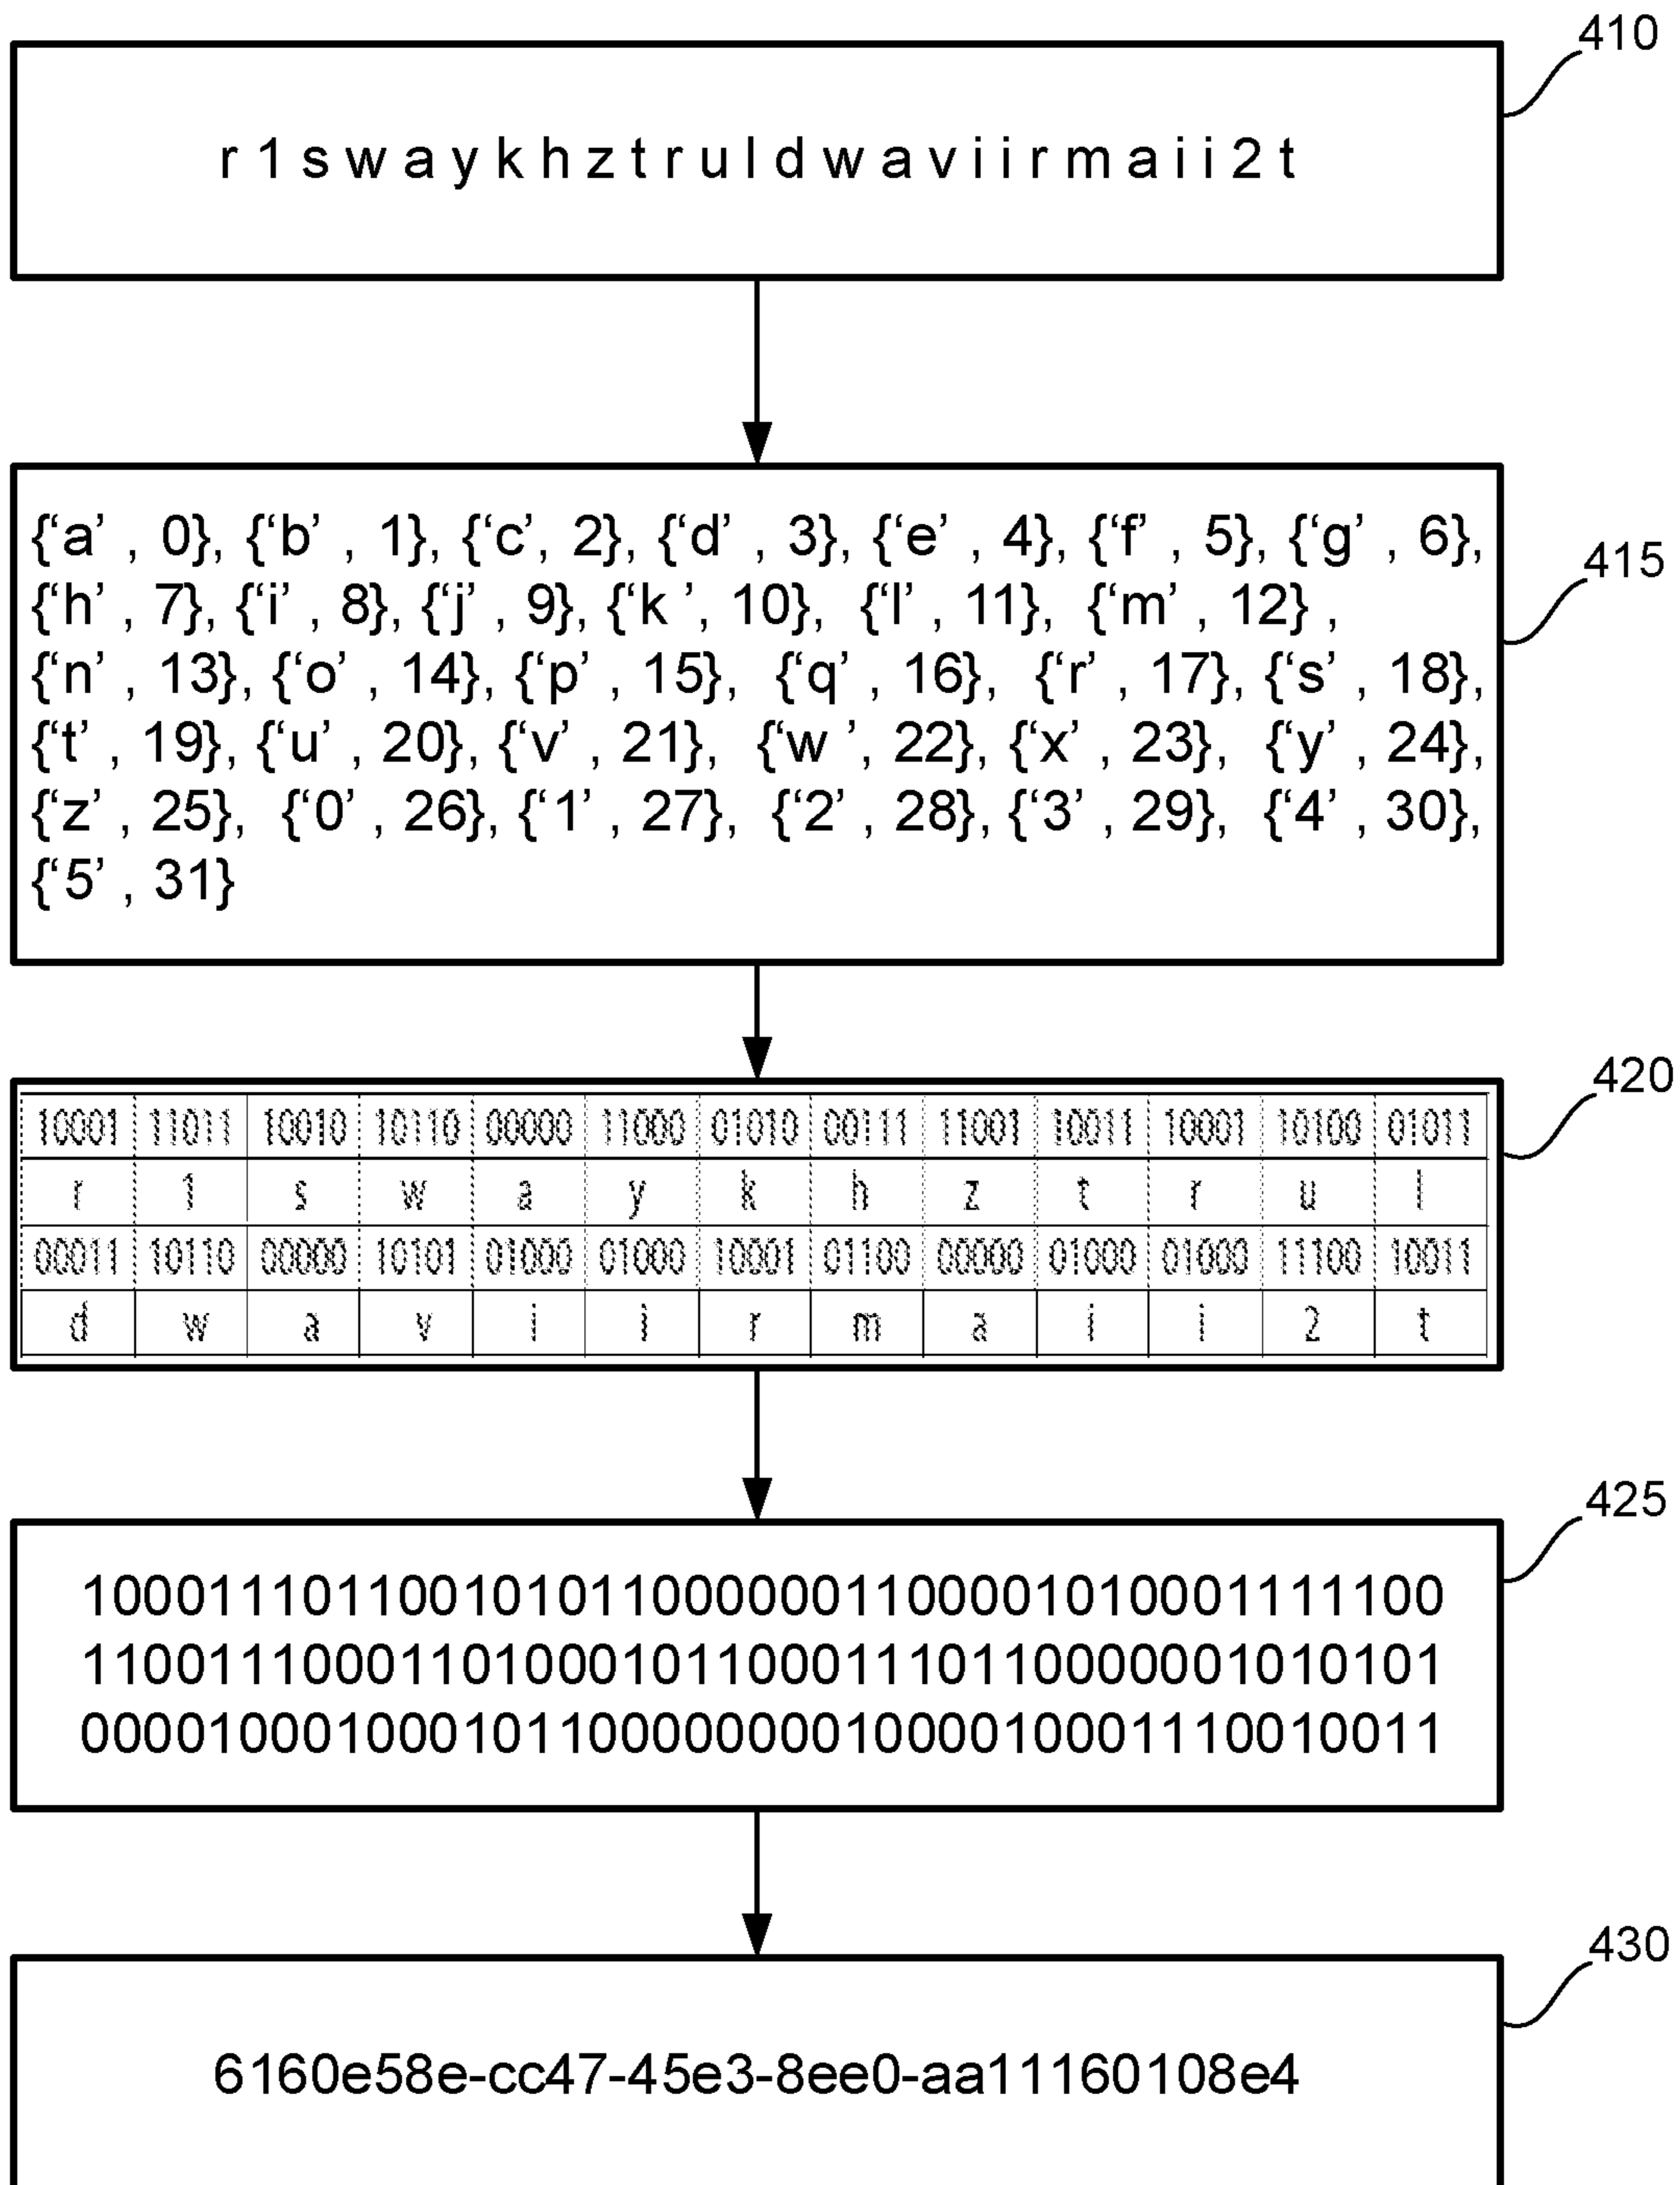 410
r 1 s w a y k h z t r u l d w a v i i r m a i i 2 t
{‘a’ , 0}, {‘b’ , 1}, {‘c’, 2}, {‘d’ , 3}, {‘e’ , 4}, {‘f’ , 5}, {‘g’ , 6},
415
{‘h’ , 7}, {‘i’ , 8}, {‘j’ , 9}, {‘k ’ , 10}, {‘l’ , 11}, {‘m’ , 12} ,
{‘n’ , 13}, {‘o’ , 14}, {‘p’ , 15}, {‘q’ , 16}, {‘r’ , 17}, {‘s’ , 18},
{‘t’ , 19}, {‘u’ , 20}, {‘v’ , 21}, {‘w ’ , 22}, {‘x’ , 23}, {‘y’ , 24},
{‘z’ , 25}, {‘0’ , 26}, {‘1’ , 27}, {‘2’ , 28}, {‘3’ , 29}, {‘4’ , 30},
{‘5’ , 31}
420
10001 11011 10010 10110 00000 11000 01010 00111 11001 10011 10001 10100 01011
r 1 s w a y k h z t r u l
00011 10110 00000 10101 01000 01000 10001 01100 00000 01000 01000 11100 10011
d w a v i i r m a i i 2 t
425
1000111011001010110000001100001010001111100
1100111000110100010110001110110000001010101
00001000100010110000000001000010001110010011
430
6160e58e-cc47-45e3-8ee0-aa11160108e4